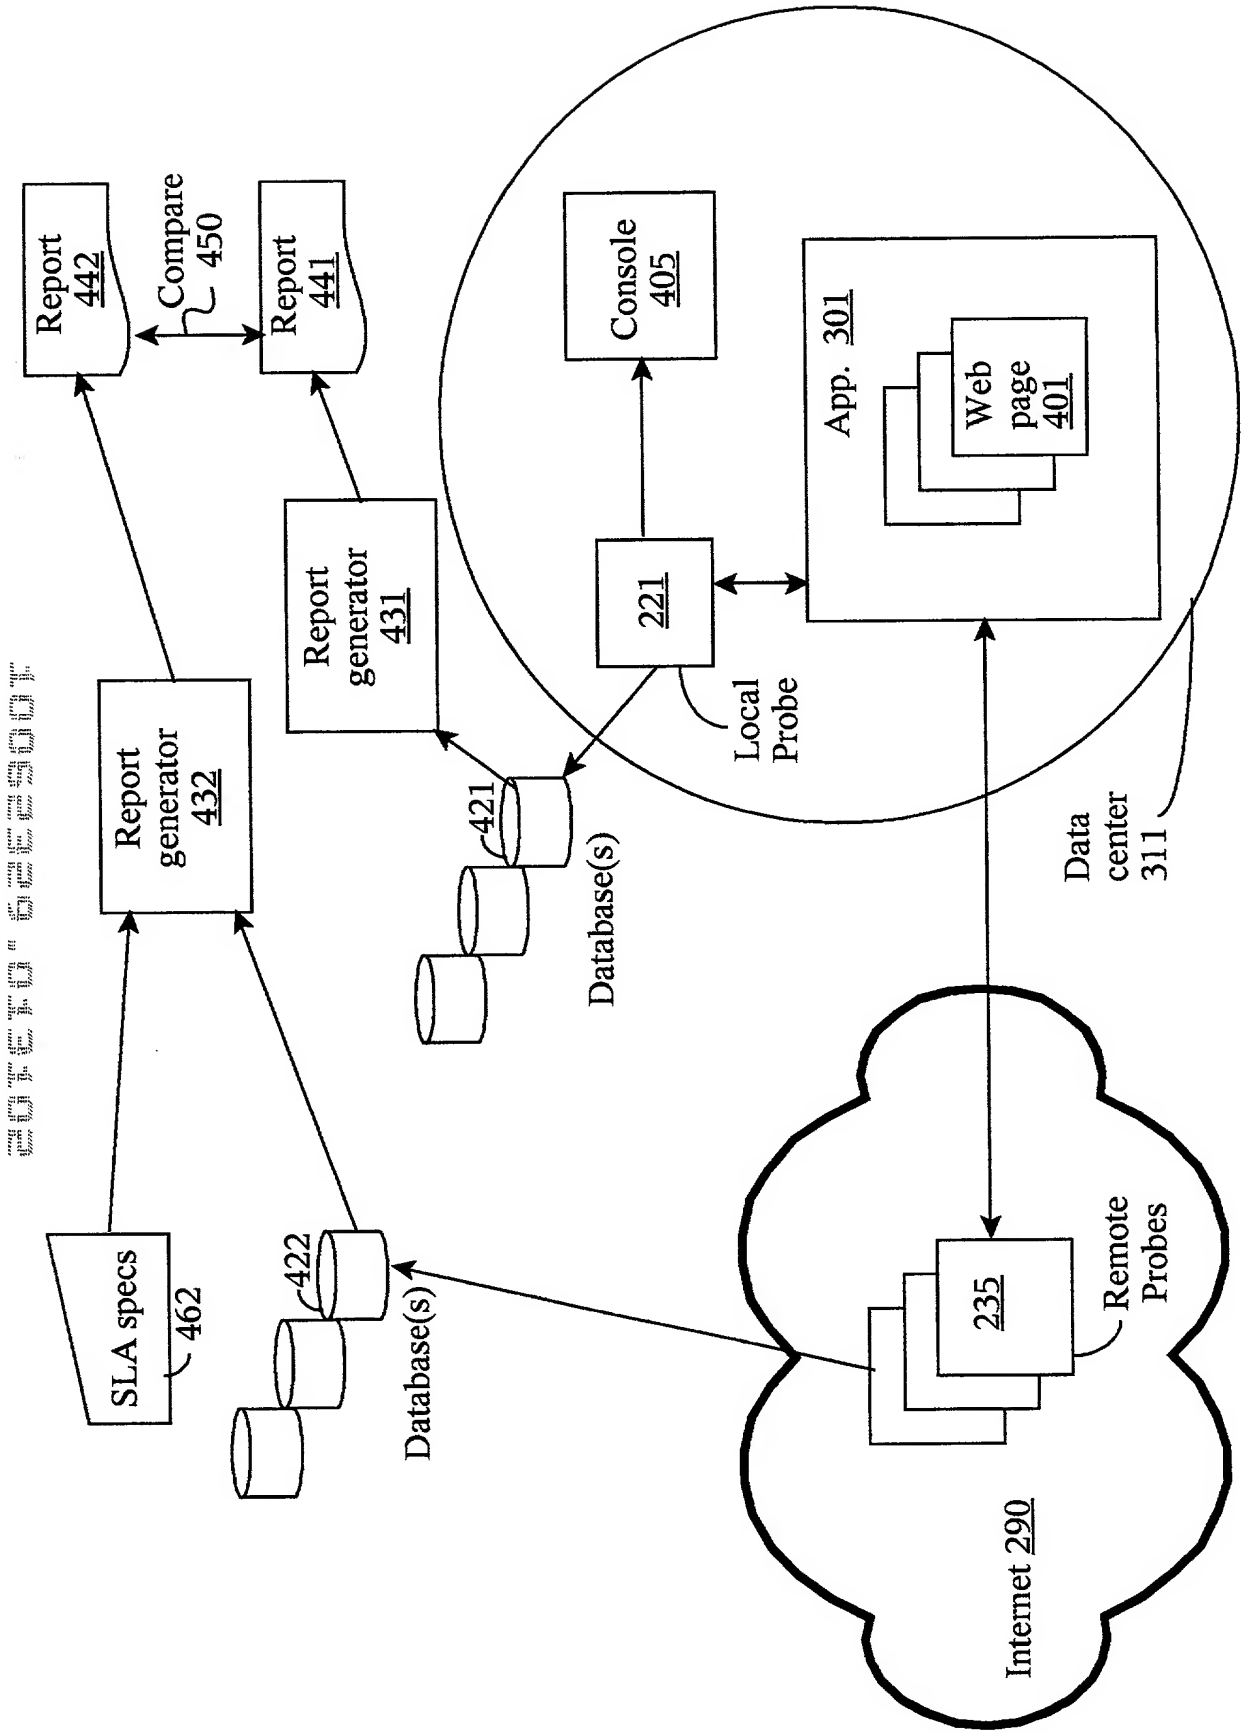 SLA specs
462
Report
generator
432
Report
442
Compare
450
422
Database(s)
421
Database(s)
Report
generator
431
Report
441
Internet 290
235
Remote
Probes
Data
center
311
Local
Probe
221
Console
405
App. 301
Web
page
401